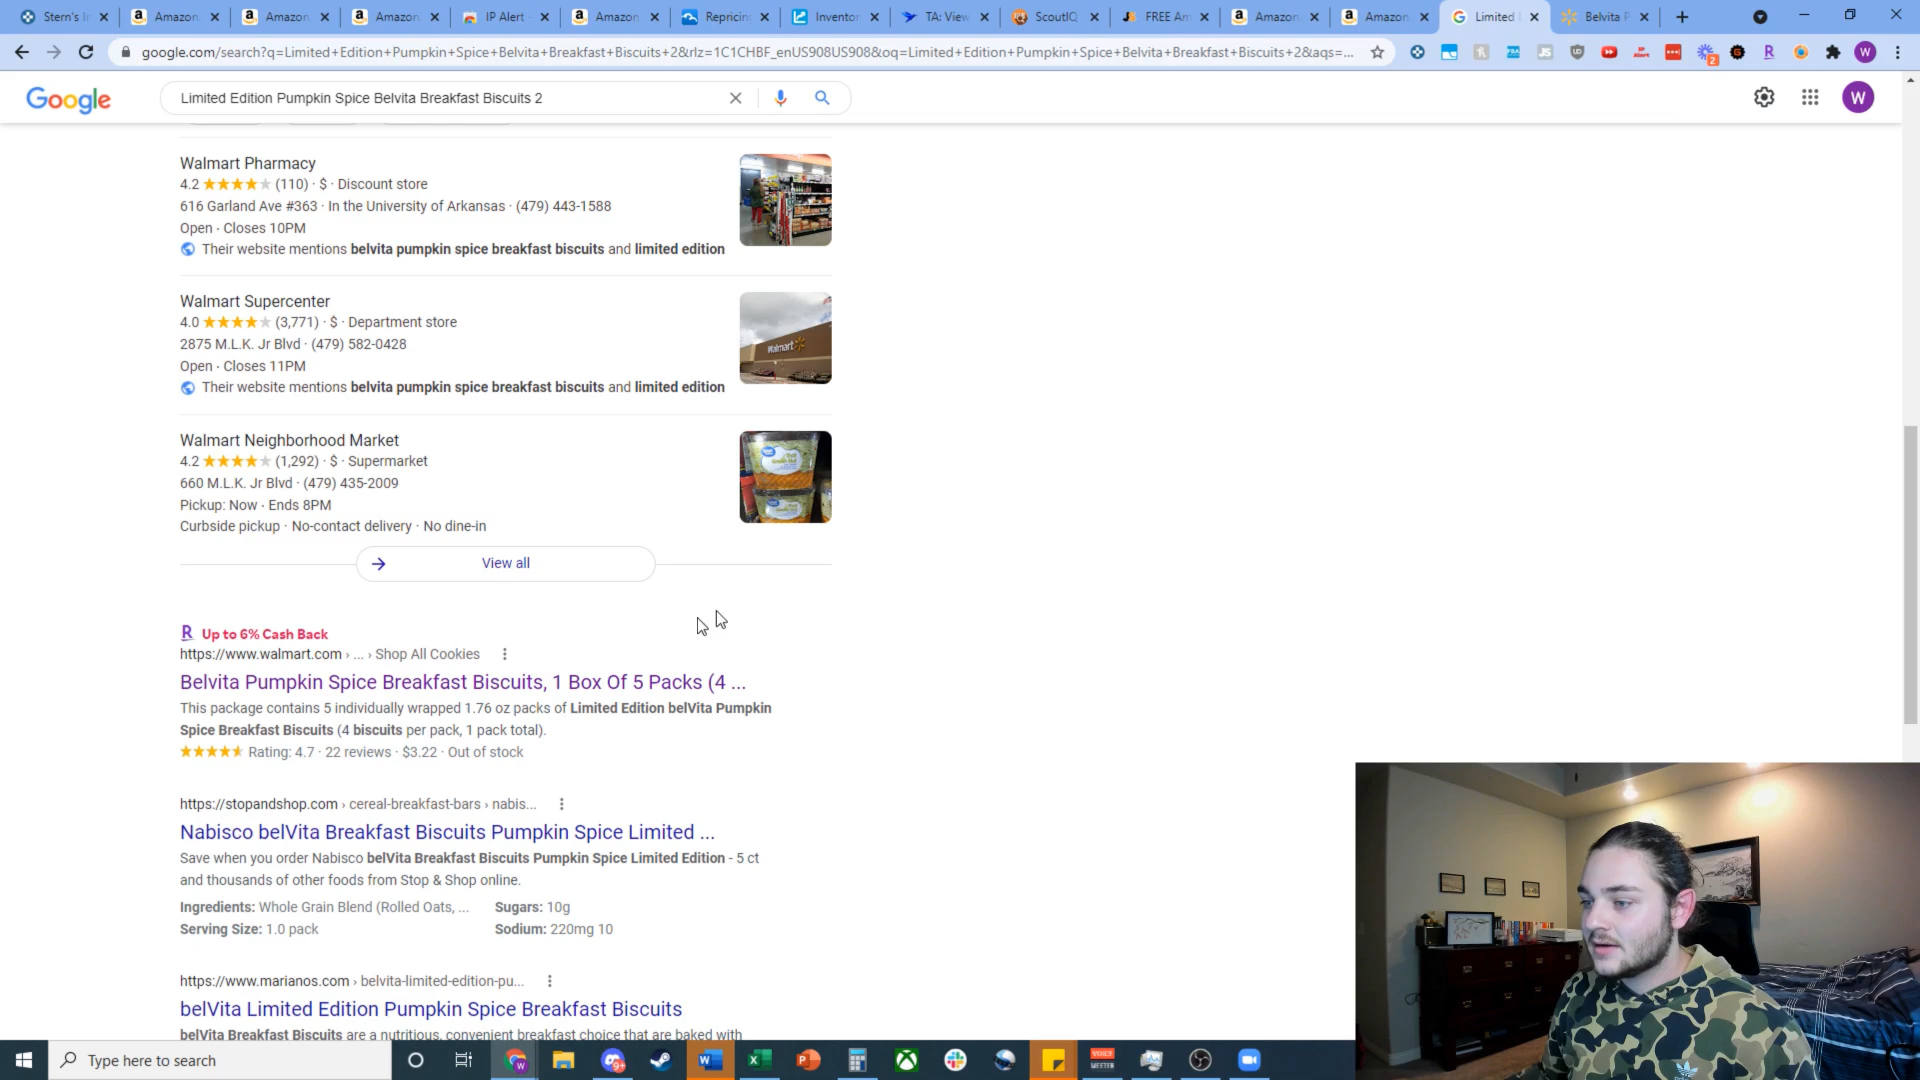 Stern's I
Amazon.
Amazon.
Amazon.
IP Alert -
Amazon
Repricin
Inventor
TA: View
ScoutIQ
FREE Am
Amazon.
Amazon.
Limited
Belvita P
google.com/search?q=Limited+Edition+Pumpkin+Spice+Belvita+Breakfast+Biscuits+2&rlz=1C1CHBF_enUS908US908&oq=Limited+Edition+Pumpkin+Spice+Belvita+Breakfast+Biscuits+2&aqs=...
Google
Limited Edition Pumpkin Spice Belvita Breakfast Biscuits 2
W
Walmart Pharmacy
4.2 ★★★★★ (110) · $ · Discount store
616 Garland Ave #363 · In the University of Arkansas · (479) 443-1588
Open · Closes 10PM
Their website mentions belvita pumpkin spice breakfast biscuits and limited edition
Walmart Supercenter
4.0 ★★★★★ (3,771) · $ · Department store
2875 M.L.K. Jr Blvd · (479) 582-0428
Open · Closes 11PM
Their website mentions belvita pumpkin spice breakfast biscuits and limited edition
Walmart
Walmart Neighborhood Market
4.2 ★★★★★ (1,292) · $ · Supermarket
660 M.L.K. Jr Blvd · (479) 435-2009
Pickup: Now · Ends 8PM
Curbside pickup · No-contact delivery · No dine-in
View all
R Up to 6% Cash Back
https://www.walmart.com › ... › Shop All Cookies
Belvita Pumpkin Spice Breakfast Biscuits, 1 Box Of 5 Packs (4 ...
This package contains 5 individually wrapped 1.76 oz packs of Limited Edition belVita Pumpkin
Spice Breakfast Biscuits (4 biscuits per pack, 1 pack total).
★★★★★ Rating: 4.7 · 22 reviews · $3.22 · Out of stock
https://stopandshop.com › cereal-breakfast-bars › nabis...
Nabisco belVita Breakfast Biscuits Pumpkin Spice Limited ...
Save when you order Nabisco belVita Breakfast Biscuits Pumpkin Spice Limited Edition - 5 ct
and thousands of other foods from Stop & Shop online.
Ingredients: Whole Grain Blend (Rolled Oats, ... Sugars: 10g
Serving Size: 1.0 pack Sodium: 220mg 10
https://www.marianos.com › belvita-limited-edition-pu...
belVita Limited Edition Pumpkin Spice Breakfast Biscuits
belVita Breakfast Biscuits are a nutritious, convenient breakfast choice that are baked with
Type here to search